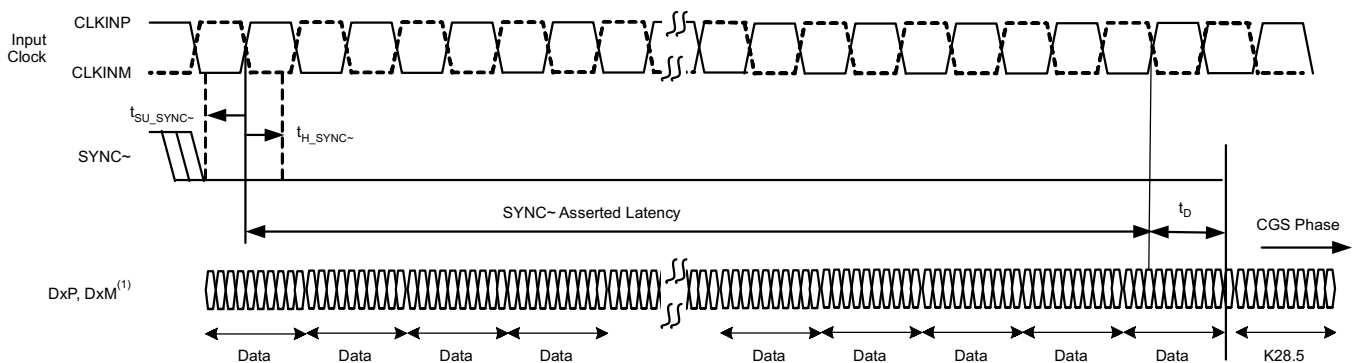 CLKINP
Input
Clock
CLKINM
tSU_SYNC~
tH_SYNC~
SYNC~
SYNC~ Asserted Latency
tD
CGS Phase
DxP, DxM(1)
Data Data Data Data Data Data Data Data Data K28.5